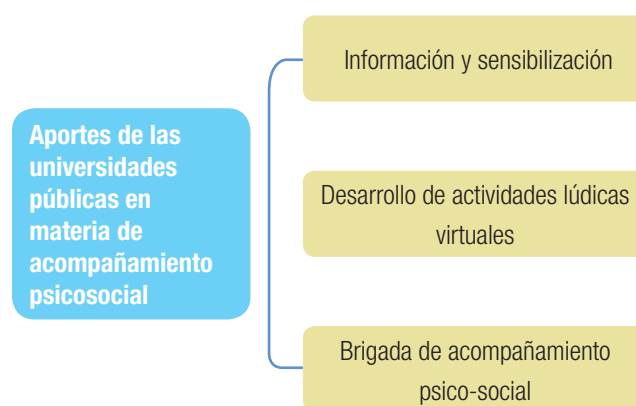 Aportes de las
universidades
públicas en
materia de
acompañamiento
psicosocial
Información y sensibilización
Desarrollo de actividades lúdicas
virtuales
Brigada de acompañamiento
psico-social